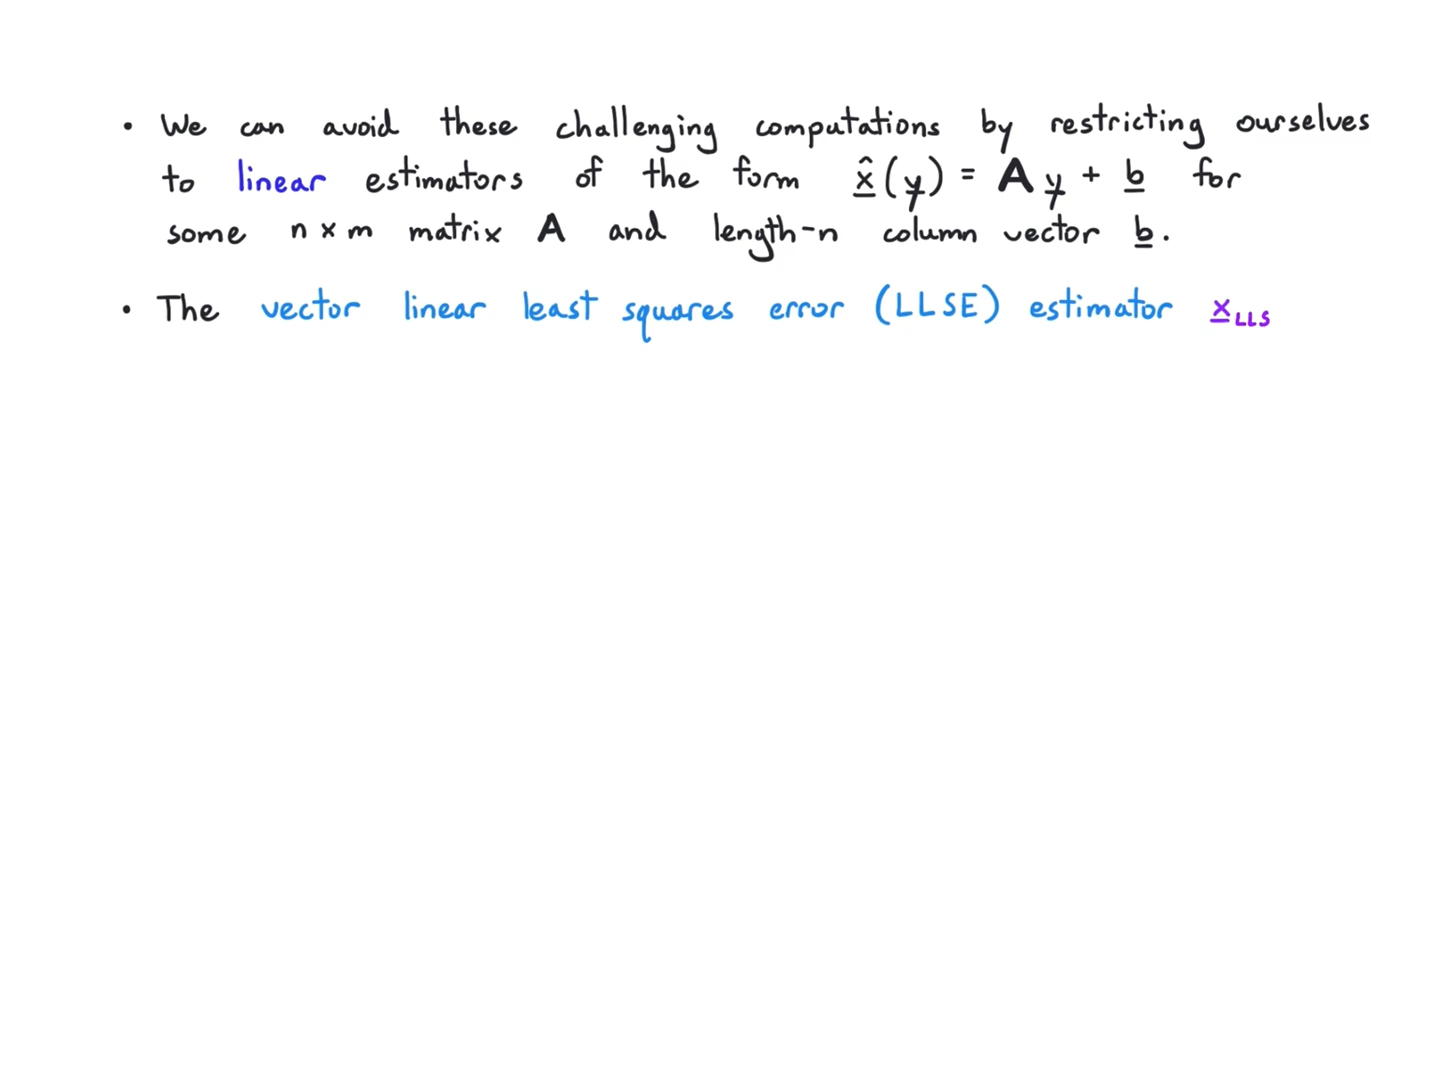 • We can avoid these challenging computations by restricting ourselves
to linear estimators of the form x̲̂(y̲) = A y̲ + b̲ for
some n × m matrix A and length-n column vector b̲.
• The vector linear least squares error (LLSE) estimator x̲_LLS